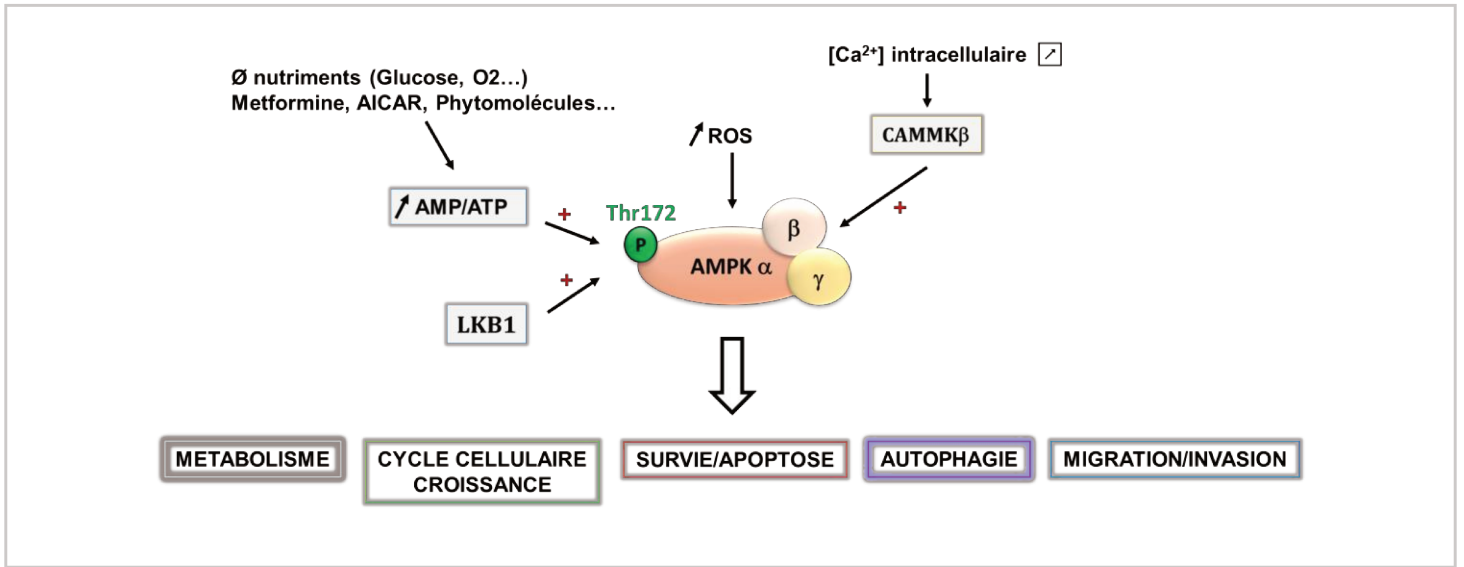 [Ca²⁺] intracellulaire ↗
Ø nutriments (Glucose, O2…)
Metformine, AICAR, Phytomolécules…
CAMMKβ
↗ ROS
↗ AMP/ATP
+
Thr172
+
P
β
AMPK α
γ
+
LKB1
METABOLISME
CYCLE CELLULAIRE
CROISSANCE
SURVIE/APOPTOSE
AUTOPHAGIE
MIGRATION/INVASION